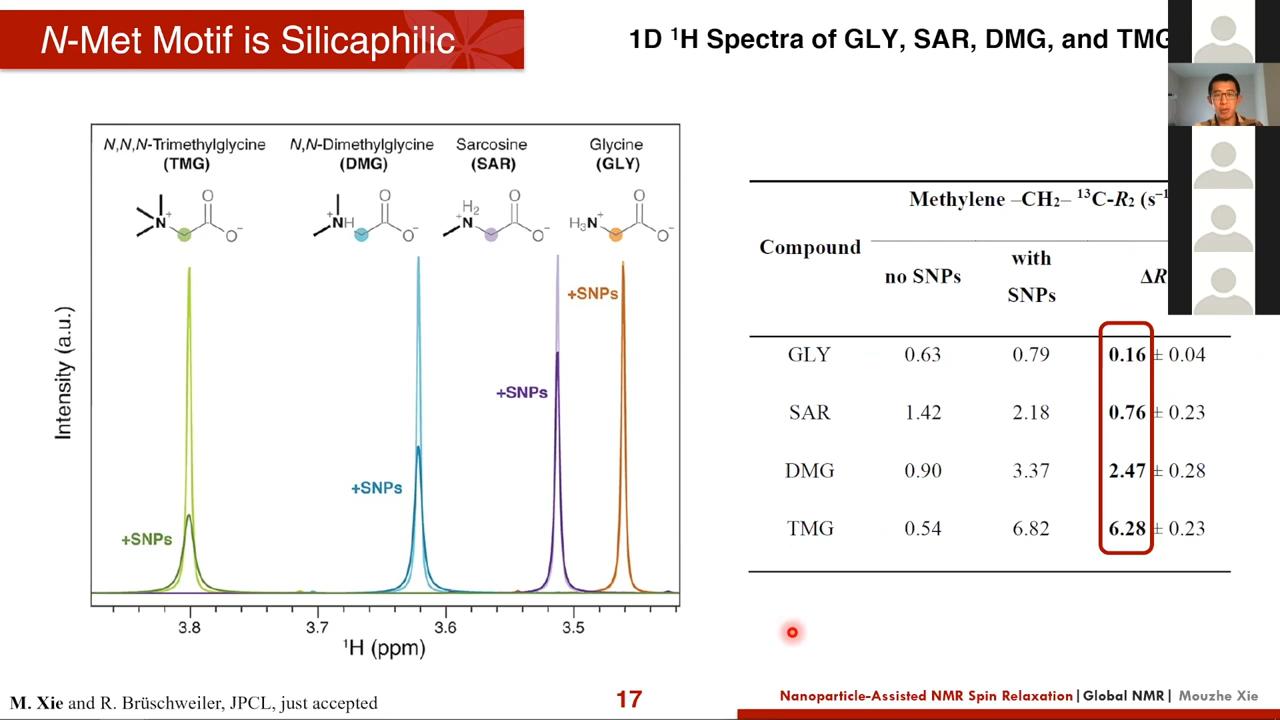 N-Met Motif is Silicaphilic
1D ¹H Spectra of GLY, SAR, DMG, and TMG
N,N,N-Trimethylglycine
(TMG)
N,N-Dimethylglycine
(DMG)
Sarcosine
(SAR)
Glycine
(GLY)
N+
O
O−
+NH
O
O−
H2
+N
O
O−
H3N+
O
O−
+SNPs
+SNPs
+SNPs
+SNPs
Intensity (a.u.)
3.8 3.7 3.6 3.5
¹H (ppm)
Methylene –CH2– ¹³C-R2 (s⁻¹
Compound
no SNPs
with
SNPs
ΔR
GLY 0.63 0.79 0.16 ± 0.04
SAR 1.42 2.18 0.76 ± 0.23
DMG 0.90 3.37 2.47 ± 0.28
TMG 0.54 6.82 6.28 ± 0.23
M. Xie and R. Brüschweiler, JPCL, just accepted
17
Nanoparticle-Assisted NMR Spin Relaxation|Global NMR| Mouzhe Xie